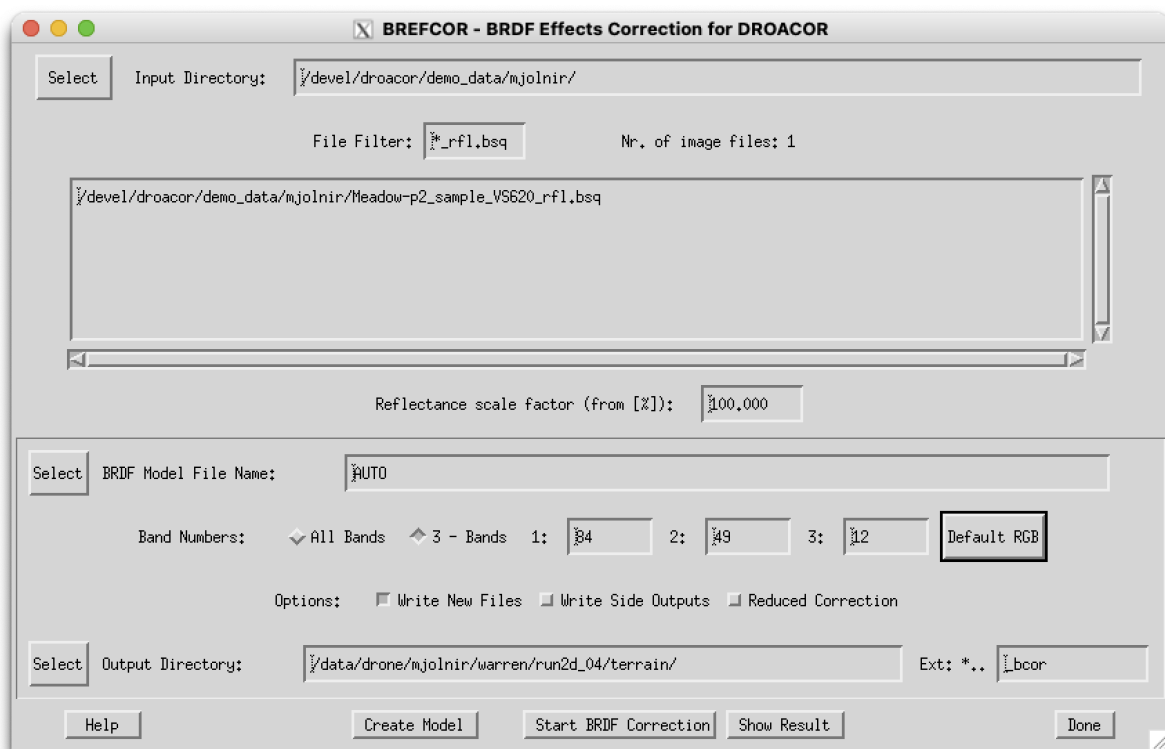 BREFCOR - BRDF Effects Correction for DROACOR
Select Input Directory: /devel/droacor/demo_data/mjolnir/
File Filter: *_rfl.bsq Nr. of image files: 1
/devel/droacor/demo_data/mjolnir/Meadow-p2_sample_VS620_rfl.bsq
Reflectance scale factor (from [%]): 100.000
Select BRDF Model File Name: AUTO
Band Numbers: All Bands 3 - Bands 1: 84 2: 49 3: 12 Default RGB
Options: Write New Files Write Side Outputs Reduced Correction
Select Output Directory: /data/drone/mjolnir/warren/run2d_04/terrain/ Ext: *.. _bcor
Help Create Model Start BRDF Correction Show Result Done